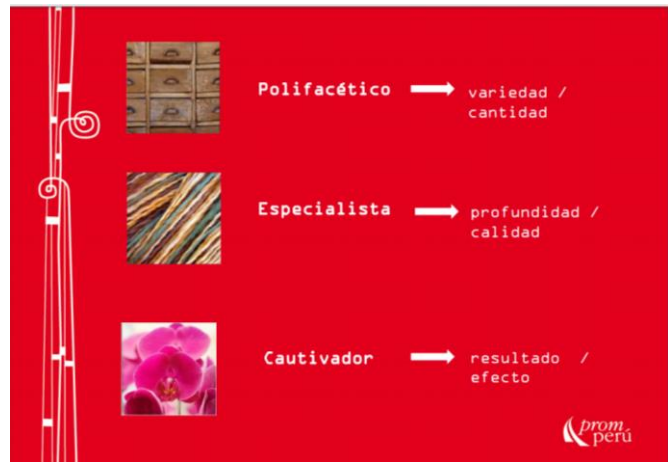 Polifacético
variedad /
cantidad
Especialista
profundidad /
calidad
Cautivador
resultado /
efecto
prom
perú